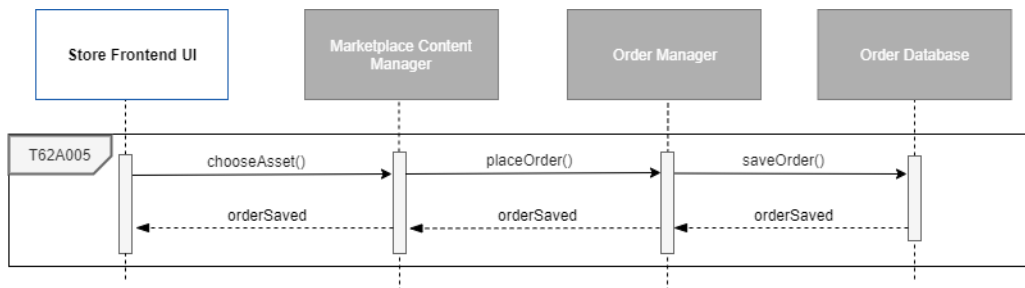 Store Frontend UI
Marketplace Content
Manager
Order Manager
Order Database
T62A005
chooseAsset()
placeOrder()
saveOrder()
orderSaved
orderSaved
orderSaved